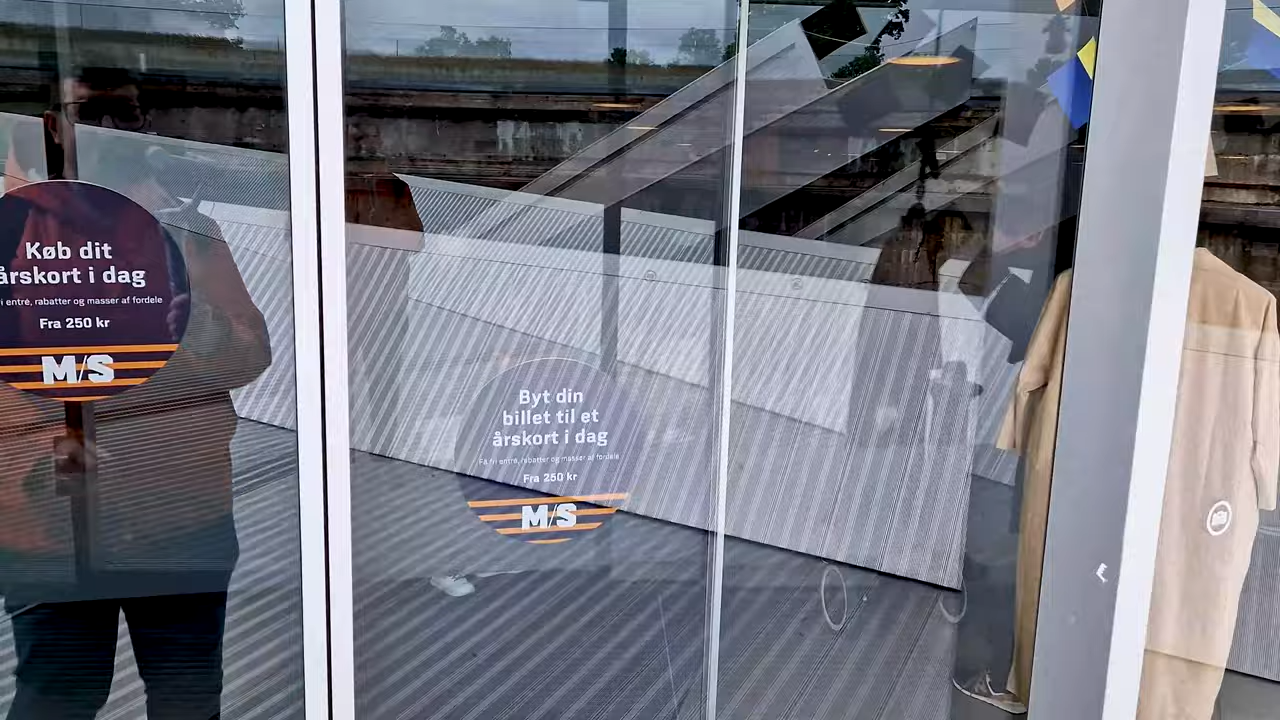 Køb dit
årskort i dag
i entré, rabatter og masser af fordele
Fra 250 kr
M/S
Byt din
billet til et
årskort i dag
Få fri entré, rabatter og masser af fordele
Fra 250 kr
M/S